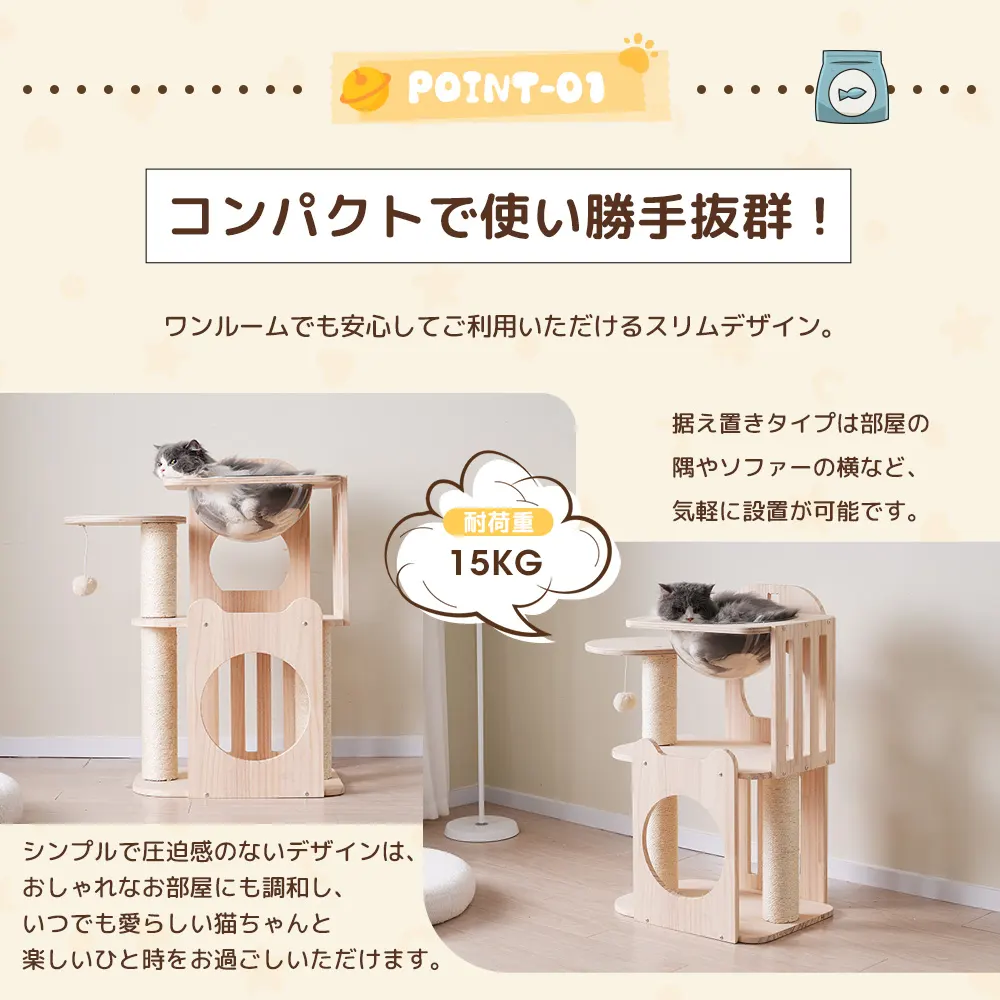 POINT-01
コンパクトで使い勝手抜群！
ワンルームでも安心してご利用いただけるスリムデザイン。
据え置きタイプは部屋の
隅やソファーの横など、
気軽に設置が可能です。
耐荷重
15KG
シンプルで圧迫感のないデザインは、
おしゃれなお部屋にも調和し、
いつでも愛らしい猫ちゃんと
楽しいひと時をお過ごしいただけます。